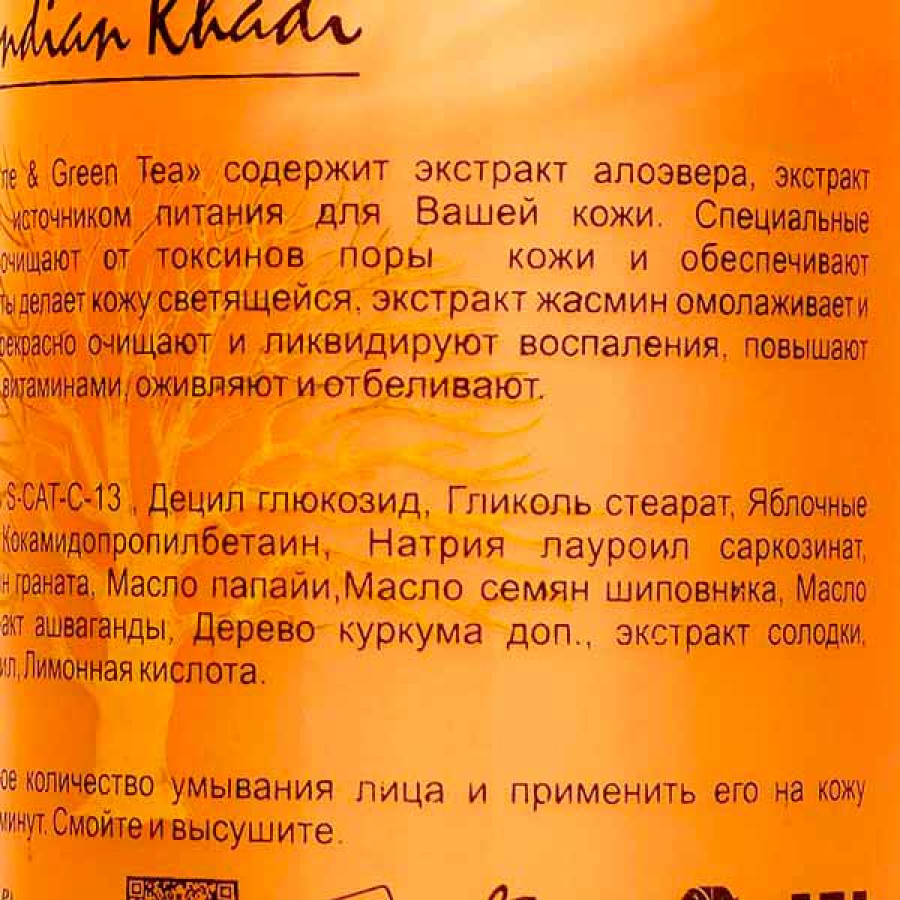 ndian Khadi
ine & Green Tea» содержит экстракт алоэвера, экстракт
источником питания для Вашей кожи. Специальные
очищают от токсинов поры кожи и обеспечивают
ты делает кожу светящейся, экстракт жасмин омолаживает и
рекрасно очищают и ликвидируют воспаления, повышают
витаминами, оживляют и отбеливают.
S-CAT-C-13 , Децил глюкозид, Гликоль стеарат, Яблочные
Кокамидопропилбетаин, Натрия лауроил саркозинат,
н граната, Масло папайи,Масло семян шиповника, Масло
акт ашваганды, Дерево куркума доп., экстракт солодки,
ил, Лимонная кислота.
ое количество умывания лица и применить его на кожу
минут. Смойте и высушите.